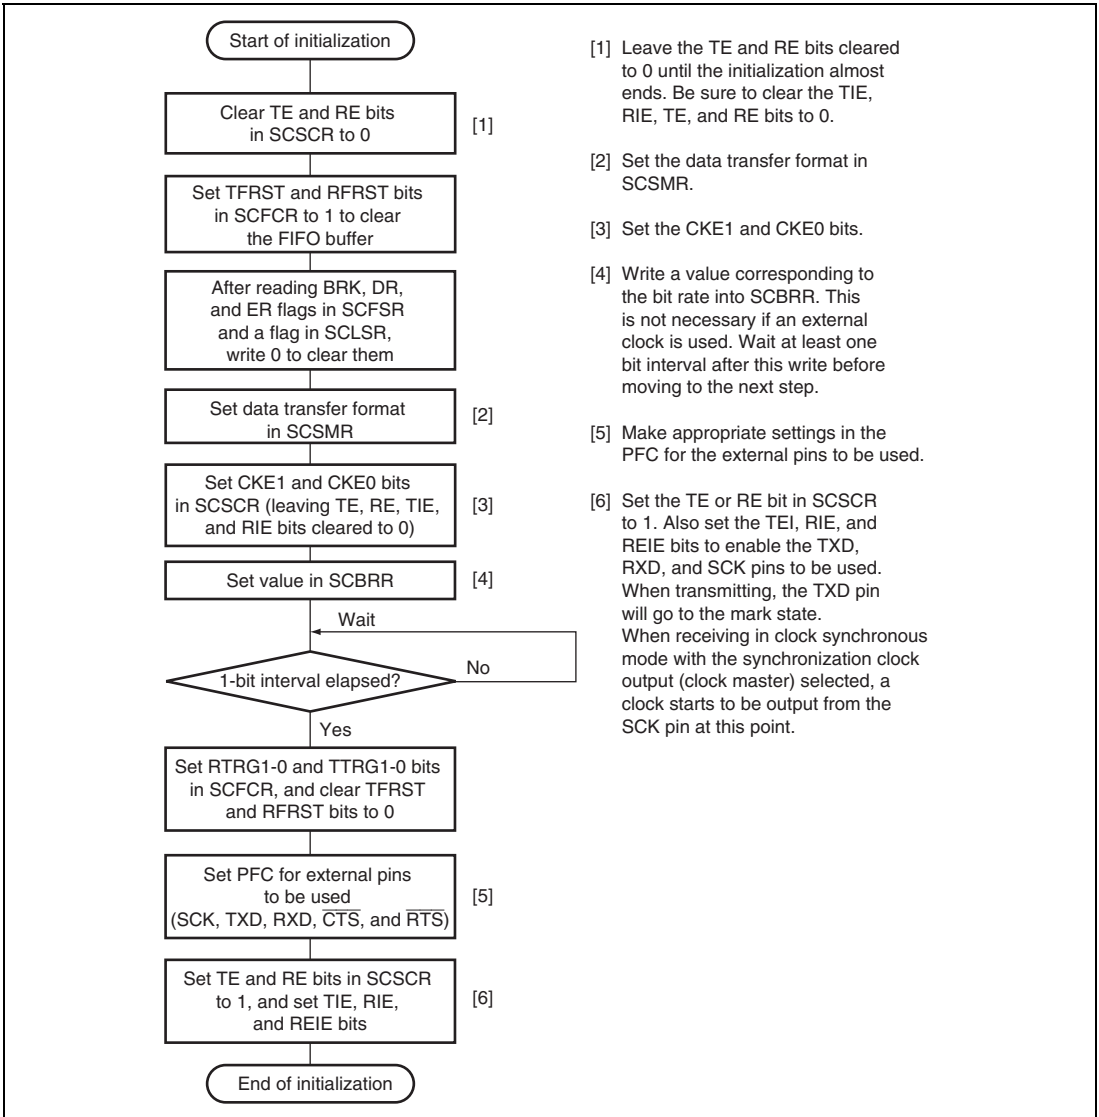 Start of initialization
Clear TE and RE bits
in SCSCR to 0
[1]
Set TFRST and RFRST bits
in SCFCR to 1 to clear
the FIFO buffer
After reading BRK, DR,
and ER flags in SCFSR
and a flag in SCLSR,
write 0 to clear them
Set data transfer format
in SCSMR
[2]
Set CKE1 and CKE0 bits
in SCSCR (leaving TE, RE, TIE,
and RIE bits cleared to 0)
[3]
Set value in SCBRR
[4]
Wait
1-bit interval elapsed?
No
Yes
Set RTRG1-0 and TTRG1-0 bits
in SCFCR, and clear TFRST
and RFRST bits to 0
Set PFC for external pins
to be used
(SCK, TXD, RXD, C̅T̅S̅, and R̅T̅S̅)
[5]
Set TE and RE bits in SCSCR
to 1, and set TIE, RIE,
and REIE bits
[6]
End of initialization
[1] Leave the TE and RE bits cleared
to 0 until the initialization almost
ends. Be sure to clear the TIE,
RIE, TE, and RE bits to 0.
[2] Set the data transfer format in
SCSMR.
[3] Set the CKE1 and CKE0 bits.
[4] Write a value corresponding to
the bit rate into SCBRR. This
is not necessary if an external
clock is used. Wait at least one
bit interval after this write before
moving to the next step.
[5] Make appropriate settings in the
PFC for the external pins to be used.
[6] Set the TE or RE bit in SCSCR
to 1. Also set the TEI, RIE, and
REIE bits to enable the TXD,
RXD, and SCK pins to be used.
When transmitting, the TXD pin
will go to the mark state.
When receiving in clock synchronous
mode with the synchronization clock
output (clock master) selected, a
clock starts to be output from the
SCK pin at this point.